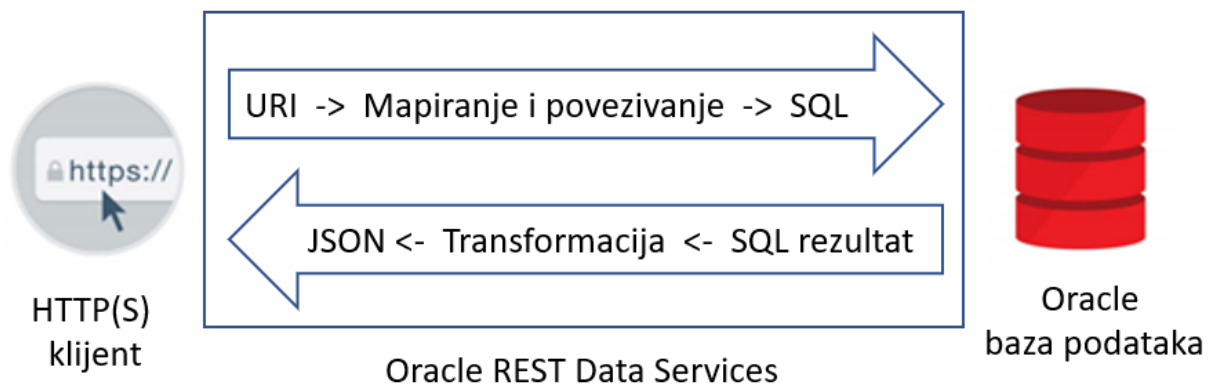 URI -> Mapiranje i povezivanje -> SQL
https://
JSON <- Transformacija <- SQL rezultat
HTTP(S)
klijent
Oracle
baza podataka
Oracle REST Data Services